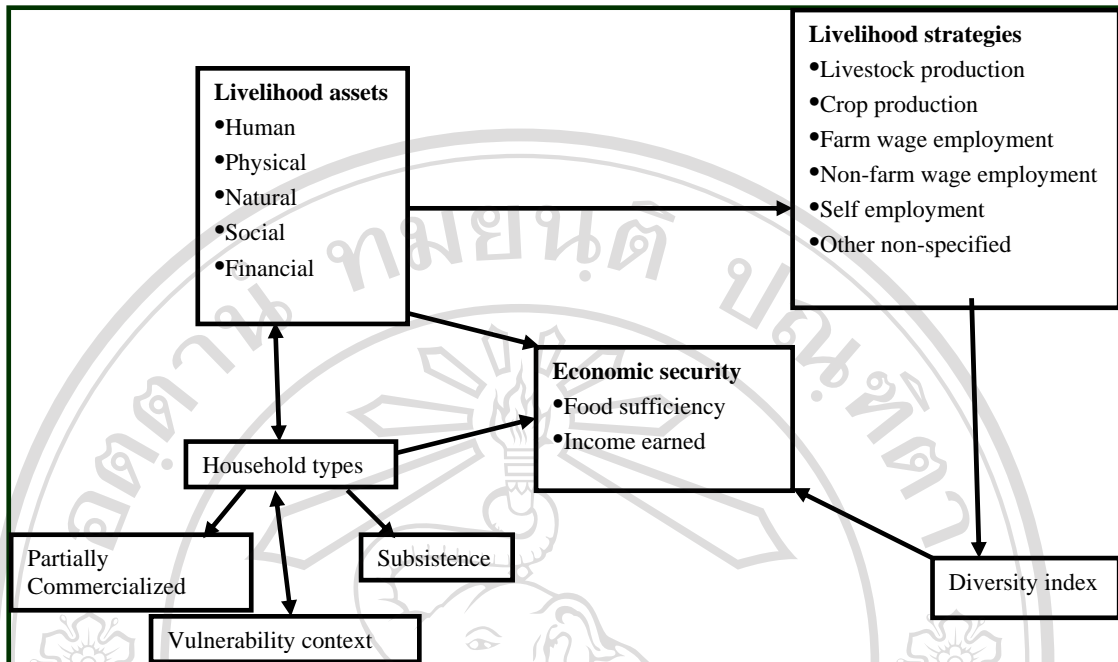 Livelihood strategies
•Livestock production
•Crop production
•Farm wage employment
•Non-farm wage employment
•Self employment
•Other non-specified
Livelihood assets
•Human
•Physical
•Natural
•Social
•Financial
Economic security
•Food sufficiency
•Income earned
Household types
Partially
Commercialized
Subsistence
Vulnerability context
Diversity index